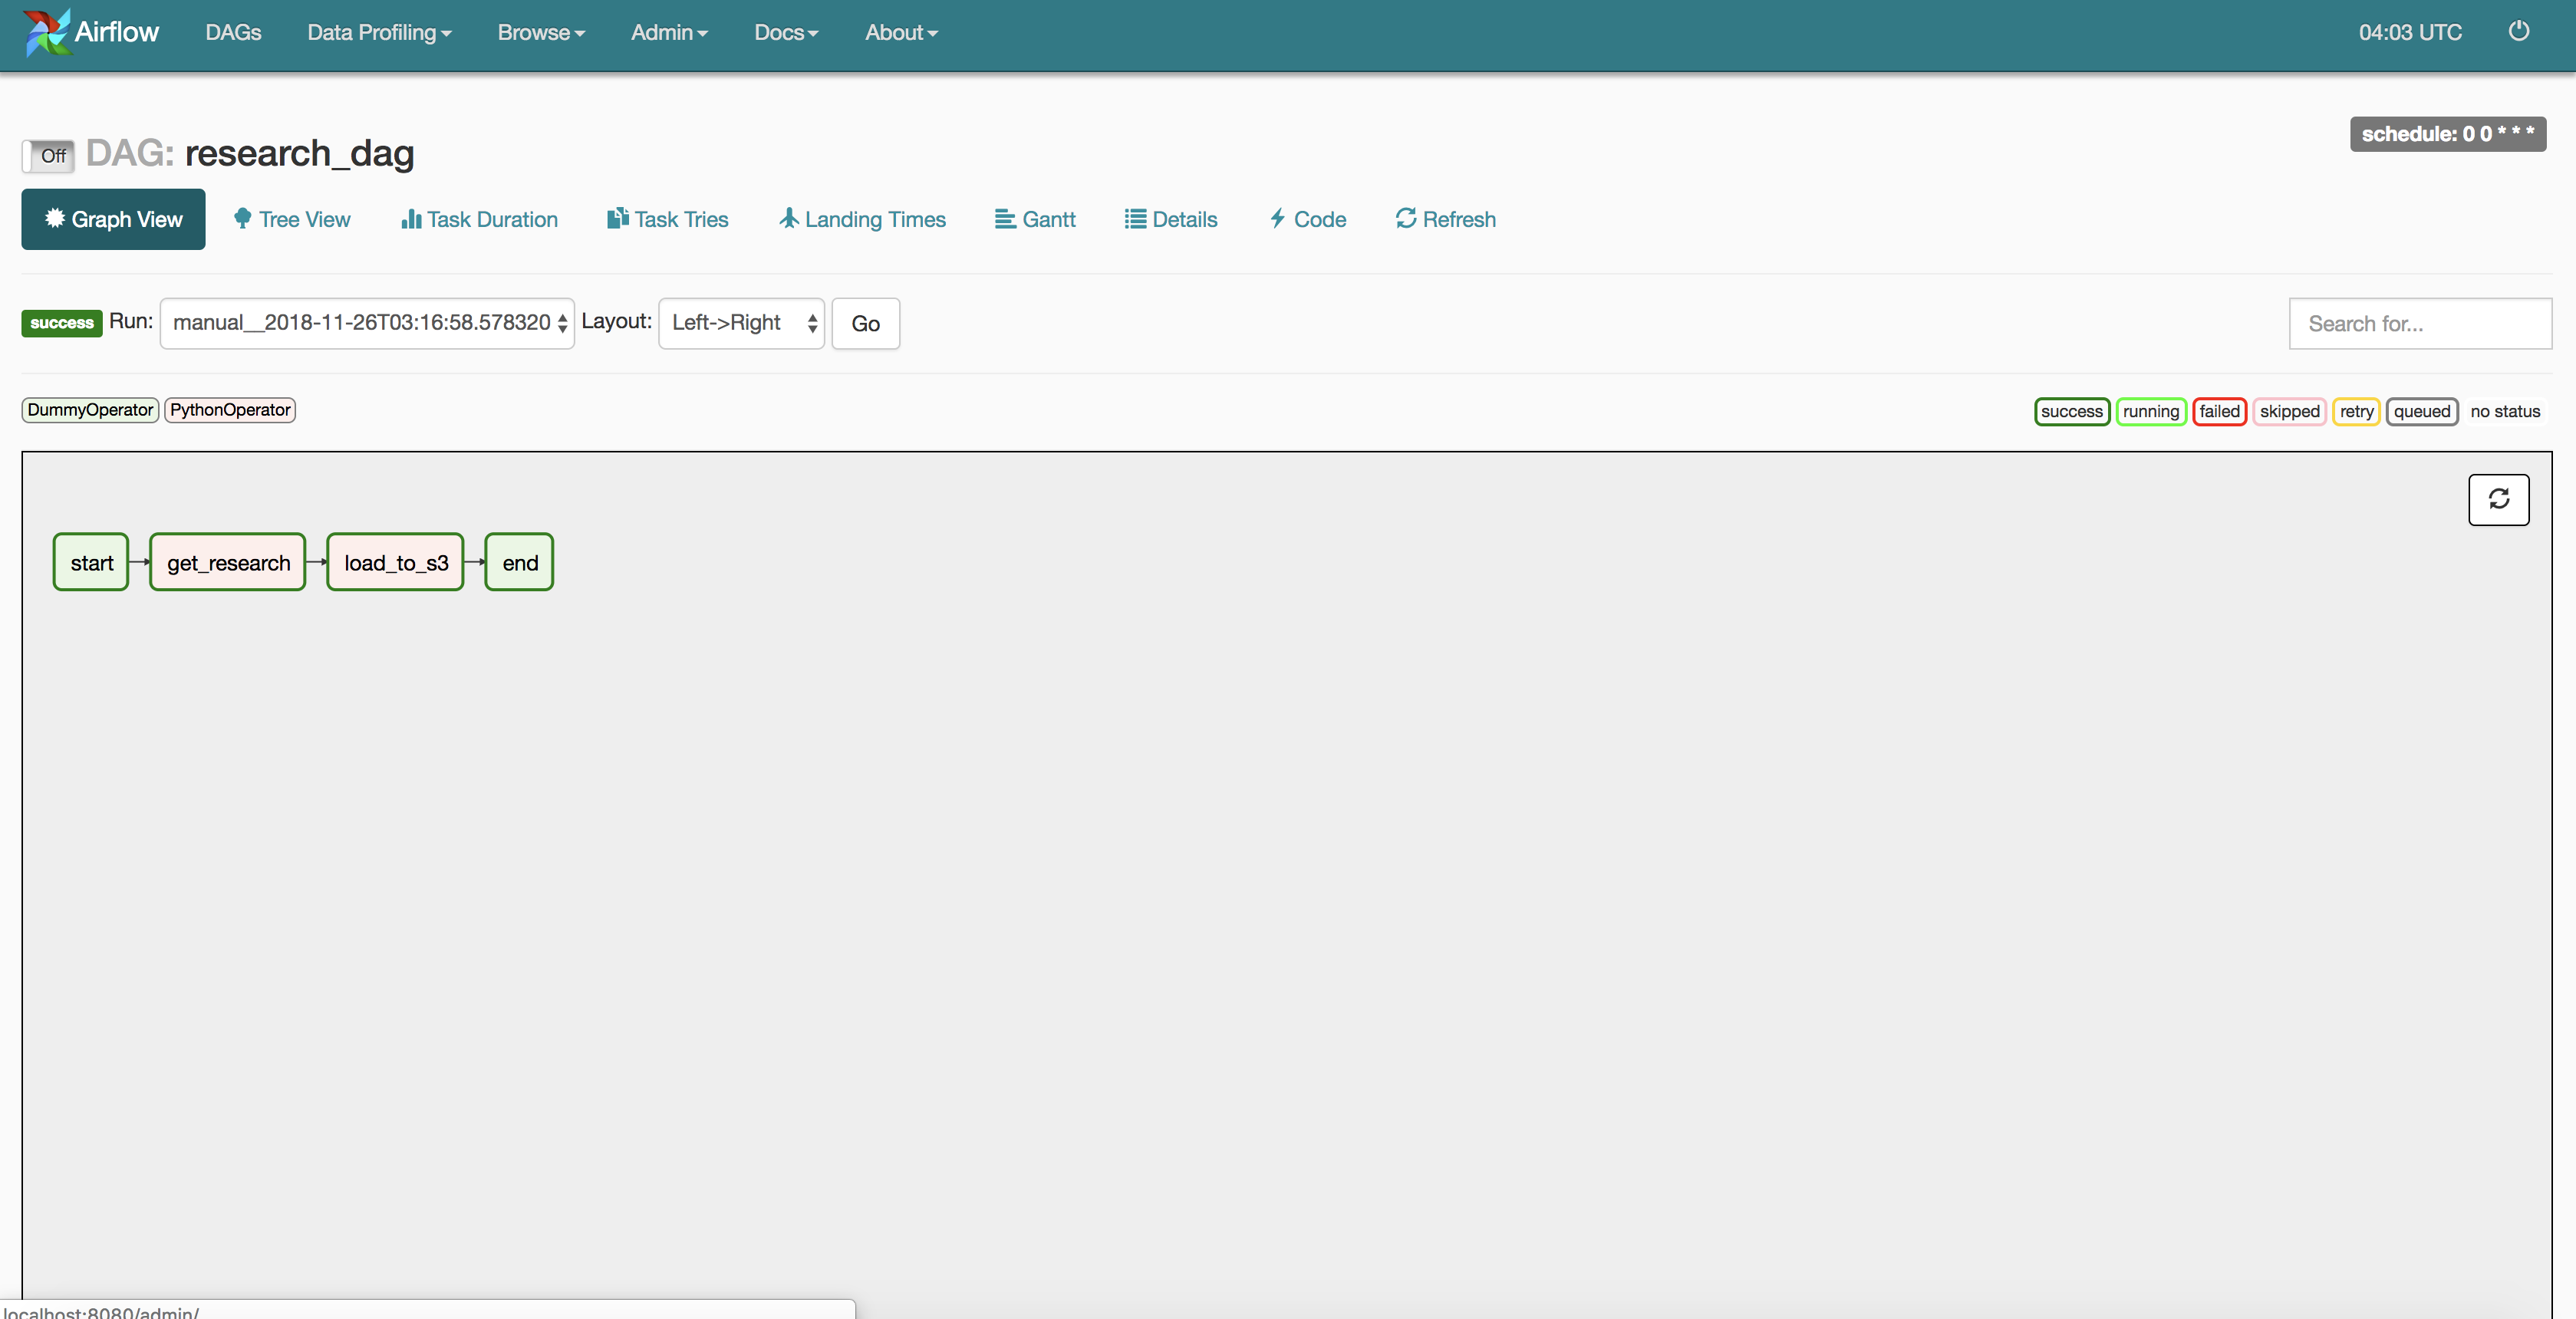 Airflow DAGs Data Profiling Browse Admin Docs About 04:03 UTC
schedule: 0 0 * * *
Off DAG: research_dag
Graph View Tree View Task Duration Task Tries Landing Times Gantt Details Code Refresh
success Run: manual__2018-11-26T03:16:58.578320 Layout: Left->Right Go Search for...
DummyOperator PythonOperator success running failed skipped retry queued no status
start get_research load_to_s3 end
localhost:8080/admin/